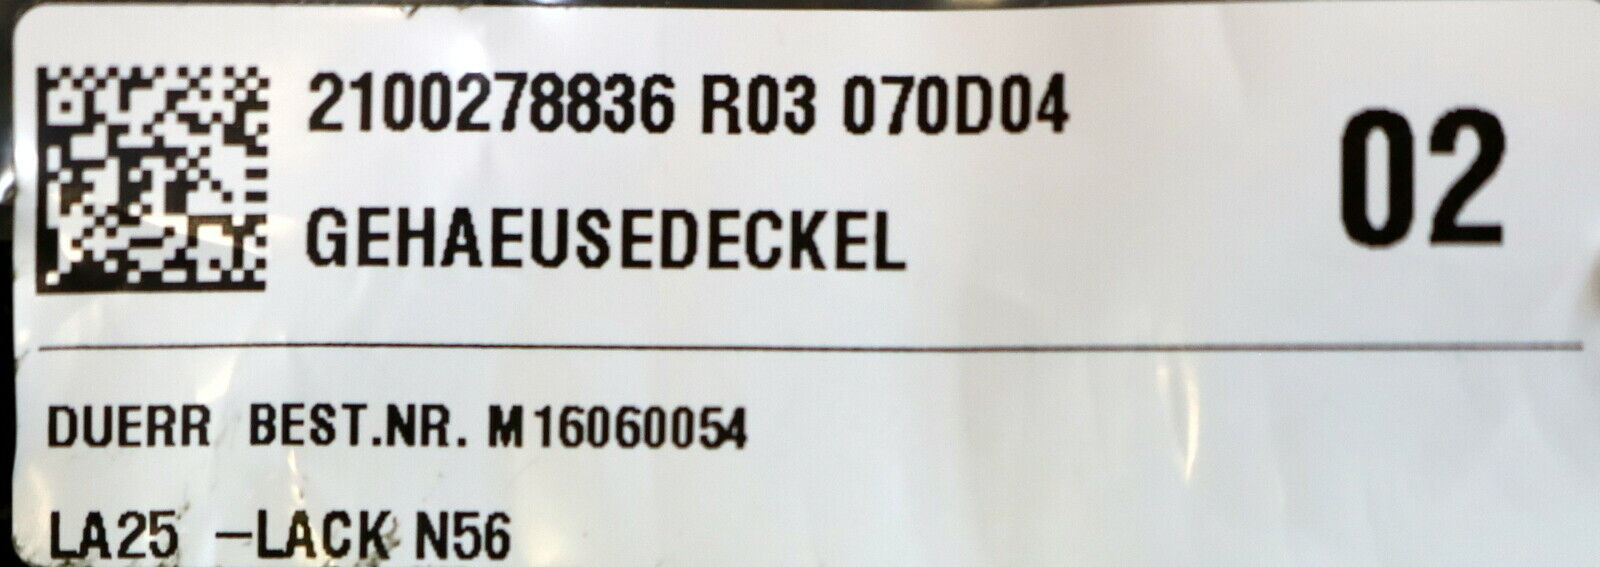 2100278836 R03 070D04
02
GEHAEUSEDECKEL
DUERR BEST.NR. M16060054
LA25 -LACK N56